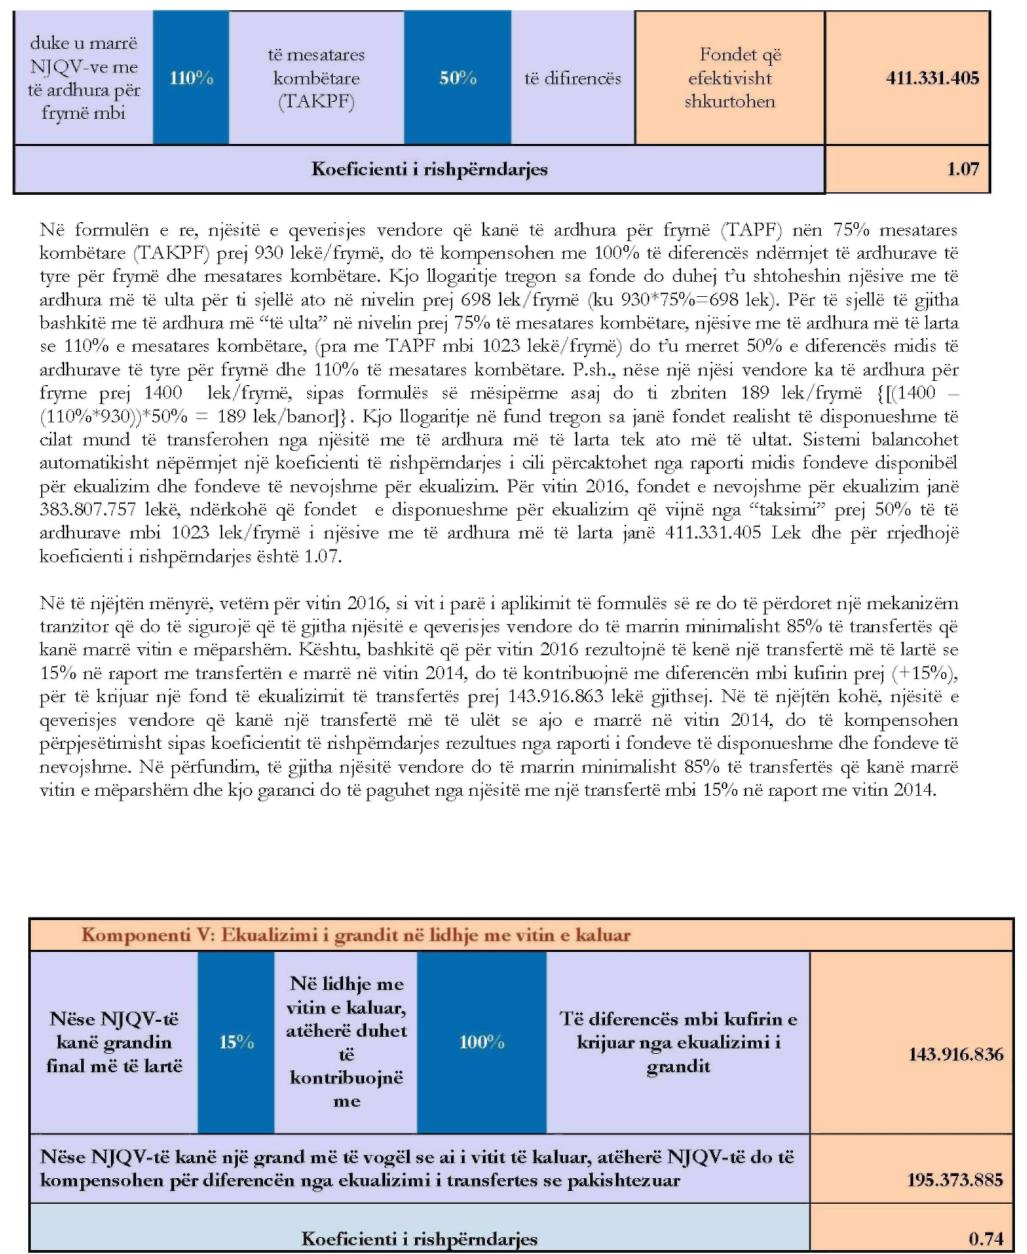 duke u marrë
NJQV-ve me
të ardhura për
frymë mbi
110%
të mesatares
kombëtare
(TAKPF)
50%
të difirencës
Fondet që
efektivisht
shkurtohen
411.331.405
Koeficienti i rishpërndarjes
1.07
Në formulën e re, njësitë e qeverisjes vendore që kanë të ardhura për frymë (TAPF) nën 75% mesatares
kombëtare (TAKPF) prej 930 lekë/frymë, do të kompensohen me 100% të diferencës ndërmjet të ardhurave të
tyre për frymë dhe mesatares kombëtare. Kjo llogaritje tregon sa fonde do duhej t'u shtoheshin njësive me të
ardhura më të ulta për ti sjellë ato në nivelin prej 698 lek/frymë (ku 930*75%=698 lek). Për të sjellë të gjitha
bashkitë me të ardhura më “të ulta” në nivelin prej 75% të mesatares kombëtare, njësive me të ardhura më të larta
se 110% e mesatares kombëtare, (pra me TAPF mbi 1023 lekë/frymë) do t'u merret 50% e diferencës midis të
ardhurave të tyre për frymë dhe 110% të mesatares kombëtare. P.sh., nëse një njësi vendore ka të ardhura për
fryme prej 1400 lek/frymë, sipas formulës së mësipërme asaj do ti zbriten 189 lek/frymë {[(1400 –
(110%*930))*50% = 189 lek/banor]}. Kjo llogaritje në fund tregon sa janë fondet realisht të disponueshme të
cilat mund të transferohen nga njësitë me të ardhura më të larta tek ato më të ultat. Sistemi balancohet
automatikisht nëpërmjet një koeficienti të rishpërndarjes i cili përcaktohet nga raporti midis fondeve disponibël
për ekualizim dhe fondeve të nevojshme për ekualizim. Për vitin 2016, fondet e nevojshme për ekualizim janë
383.807.757 lekë, ndërkohë që fondet e disponueshme për ekualizim që vijnë nga “taksimi” prej 50% të të
ardhurave mbi 1023 lek/frymë i njësive me të ardhura më të larta janë 411.331.405 Lek dhe për rrjedhojë
koeficienti i rishpërndarjes është 1.07.
Në të njëjtën mënyrë, vetëm për vitin 2016, si vit i parë i aplikimit të formulës së re do të përdoret një mekanizëm
tranzitor që do të sigurojë që të gjitha njësitë e qeverisjes vendore do të marrin minimalisht 85% të transfertës që
kanë marrë vitin e mëparshëm. Kështu, bashkitë që për vitin 2016 rezultojnë të kenë një transfertë më të lartë se
15% në raport me transfertën e marrë në vitin 2014, do të kontribuojnë me diferencën mbi kufirin prej (+15%),
për të krijuar një fond të ekualizimit të transfertës prej 143.916.863 lekë gjithsej. Në të njëjtën kohë, njësitë e
qeverisjes vendore që kanë një transfertë më të ulët se ajo e marrë në vitin 2014, do të kompensohen
përpjesëtimisht sipas koeficientit të rishpërndarjes rezultues nga raporti i fondeve të disponueshme dhe fondeve të
nevojshme. Në përfundim, të gjitha njësitë vendore do të marrin minimalisht 85% të transfertës që kanë marrë
vitin e mëparshëm dhe kjo garanci do të paguhet nga njësitë me një transfertë mbi 15% në raport me vitin 2014.
Komponenti V: Ekualizimi i grandit në lidhje me vitin e kaluar
Nëse NJQV-të
kanë grandin
final më të lartë
15%
Në lidhje me
vitin e kaluar,
atëherë duhet
të
kontribuojnë
me
100%
Të diferencës mbi kufirin e
krijuar nga ekualizimi i
grandit
143.916.836
Nëse NJQV-të kanë një grand më të vogël se ai i vitit të kaluar, atëherë NJQV-të do të
kompensohen për diferencën nga ekualizimi i transfertes se pakishtezuar
195.373.885
Koeficienti i rishpërndarjes
0.74